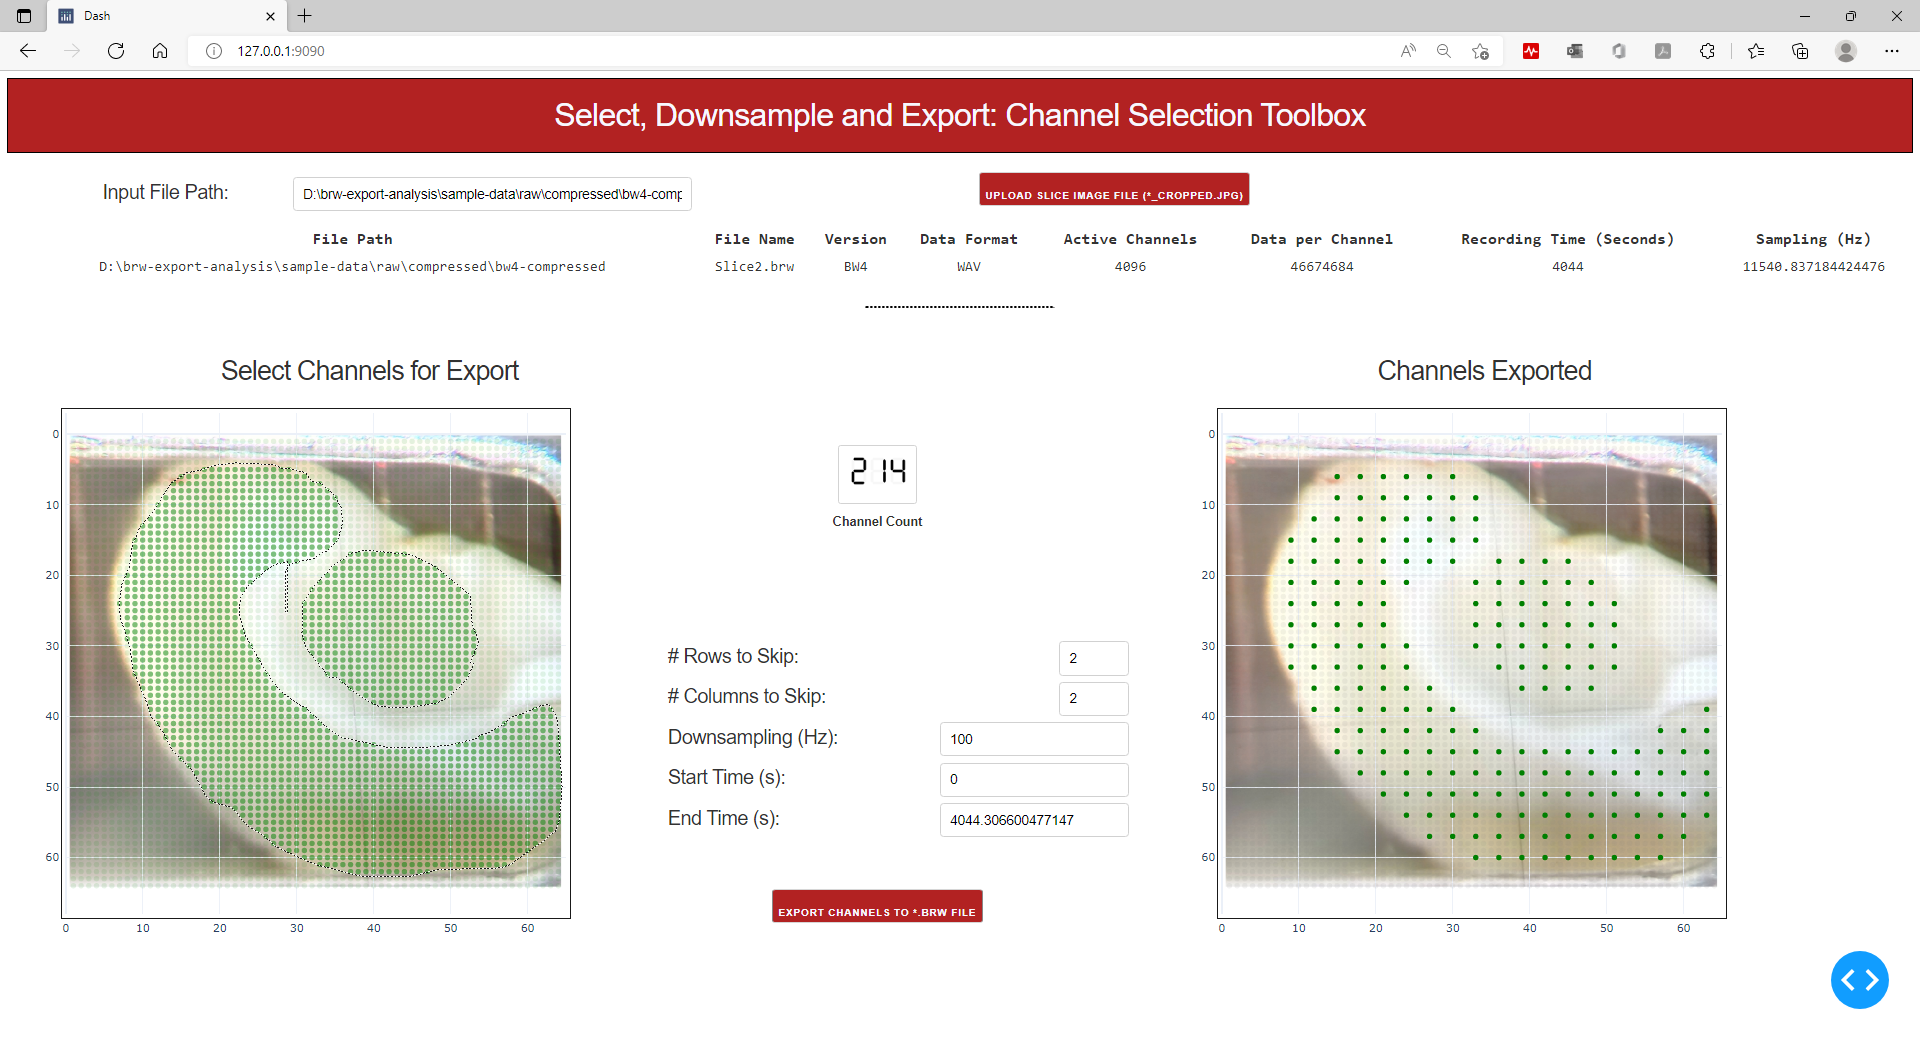 Dash
127.0.0.1:9090
Select, Downsample and Export: Channel Selection Toolbox
Input File Path:
D:\brw-export-analysis\sample-data\raw\compressed\bw4-comp
UPLOAD SLICE IMAGE FILE (*_CROPPED.JPG)
File Path File Name Version Data Format Active Channels Data per Channel Recording Time (Seconds) Sampling (Hz)
D:\brw-export-analysis\sample-data\raw\compressed\bw4-compressed Slice2.brw BW4 WAV 4096 46674684 4044 11540.837184424476
Select Channels for Export
0
10
20
30
40
50
60
0 10 20 30 40 50 60
214
Channel Count
# Rows to Skip: 2
# Columns to Skip: 2
Downsampling (Hz): 100
Start Time (s): 0
End Time (s): 4044.306600477147
EXPORT CHANNELS TO *.BRW FILE
Channels Exported
0
10
20
30
40
50
60
0 10 20 30 40 50 60